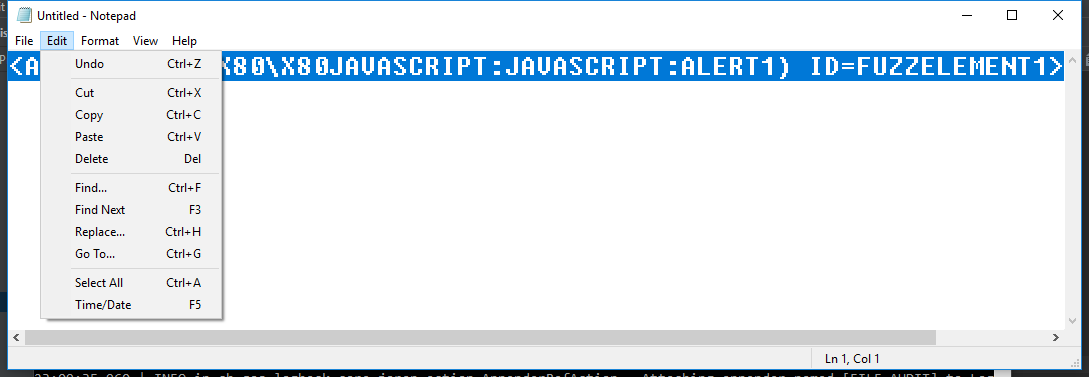 Untitled - Notepad
File Edit Format View Help
<A X80\X80JAVASCRIPT:JAVASCRIPT:ALERT1) ID=FUZZELEMENT1>
Undo Ctrl+Z
Cut Ctrl+X
Copy Ctrl+C
Paste Ctrl+V
Delete Del
Find... Ctrl+F
Find Next F3
Replace... Ctrl+H
Go To... Ctrl+G
Select All Ctrl+A
Time/Date F5
Ln 1, Col 1